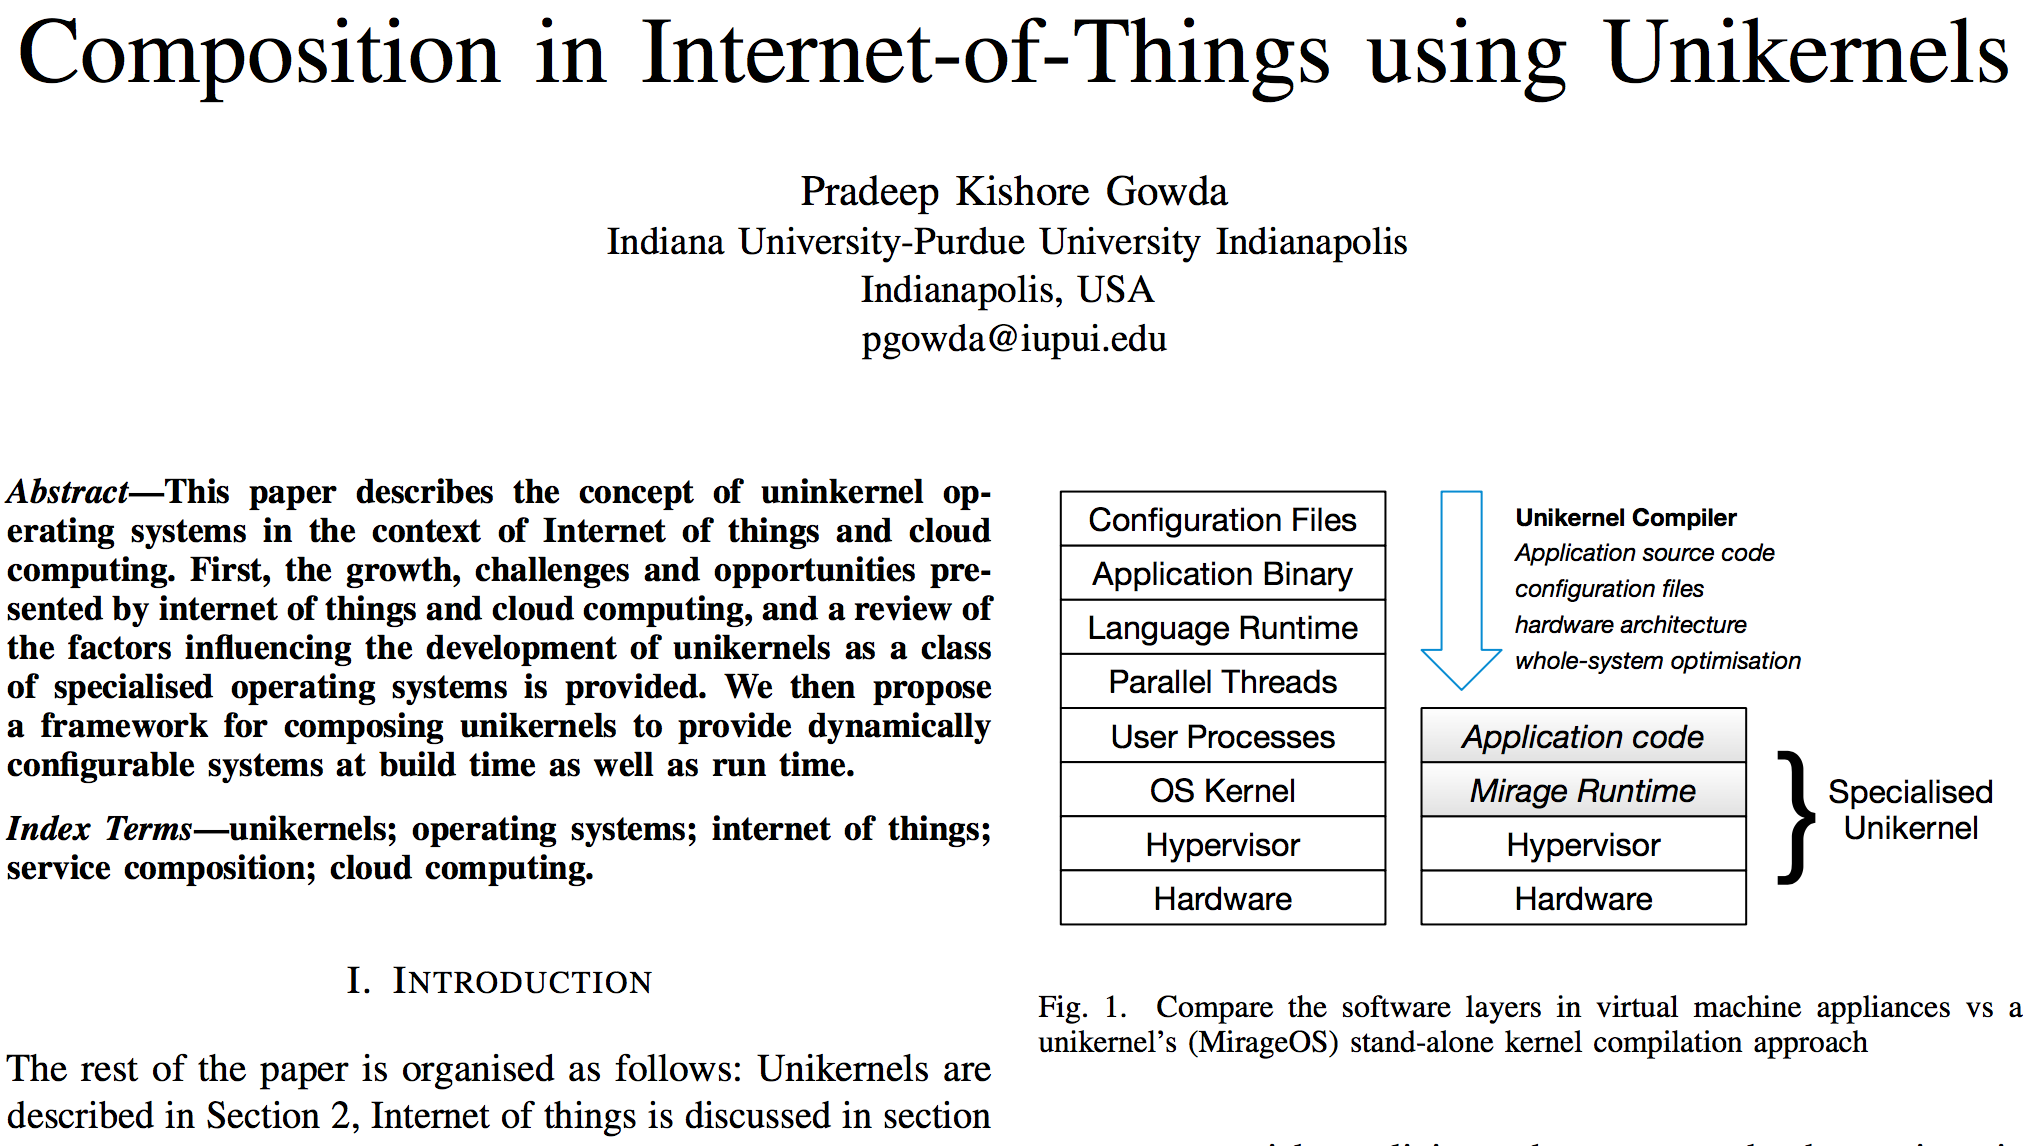 Composition in Internet-of-Things using Unikernels
Pradeep Kishore Gowda
Indiana University-Purdue University Indianapolis
Indianapolis, USA
pgowda@iupui.edu
Abstract—This paper describes the concept of uninkernel op-
erating systems in the context of Internet of things and cloud
computing. First, the growth, challenges and opportunities pre-
sented by internet of things and cloud computing, and a review of
the factors influencing the development of unikernels as a class
of specialised operating systems is provided. We then propose
a framework for composing unikernels to provide dynamically
configurable systems at build time as well as run time.
Index Terms—unikernels; operating systems; internet of things;
service composition; cloud computing.
I. INTRODUCTION
The rest of the paper is organised as follows: Unikernels are
described in Section 2, Internet of things is discussed in section
Configuration Files
Application Binary
Language Runtime
Parallel Threads
User Processes
OS Kernel
Hypervisor
Hardware
Unikernel Compiler
Application source code
configuration files
hardware architecture
whole-system optimisation
Application code
Mirage Runtime
Hypervisor
Hardware
Specialised
Unikernel
Fig. 1. Compare the software layers in virtual machine appliances vs a
unikernel's (MirageOS) stand-alone kernel compilation approach